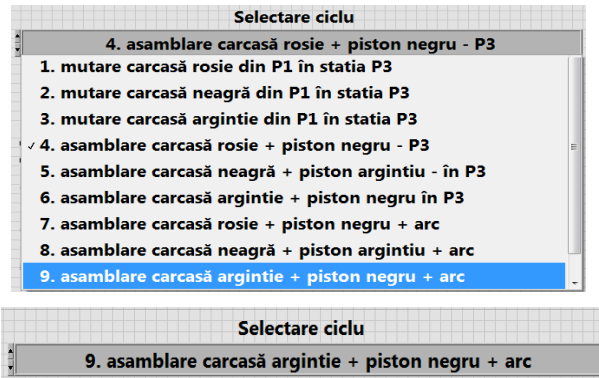 Selectare ciclu
4. asamblare carcasă rosie + piston negru - P3
1. mutare carcasă rosie din P1 în statia P3
2. mutare carcasă neagră din P1 în statia P3
3. mutare carcasă argintie din P1 în statia P3
✓ 4. asamblare carcasă rosie + piston negru - P3
5. asamblare carcasă neagră + piston argintiu - în P3
6. asamblare carcasă argintie + piston negru în P3
7. asamblare carcasă rosie + piston negru + arc
8. asamblare carcasă neagră + piston argintiu + arc
9. asamblare carcasă argintie + piston negru + arc
Selectare ciclu
9. asamblare carcasă argintie + piston negru + arc